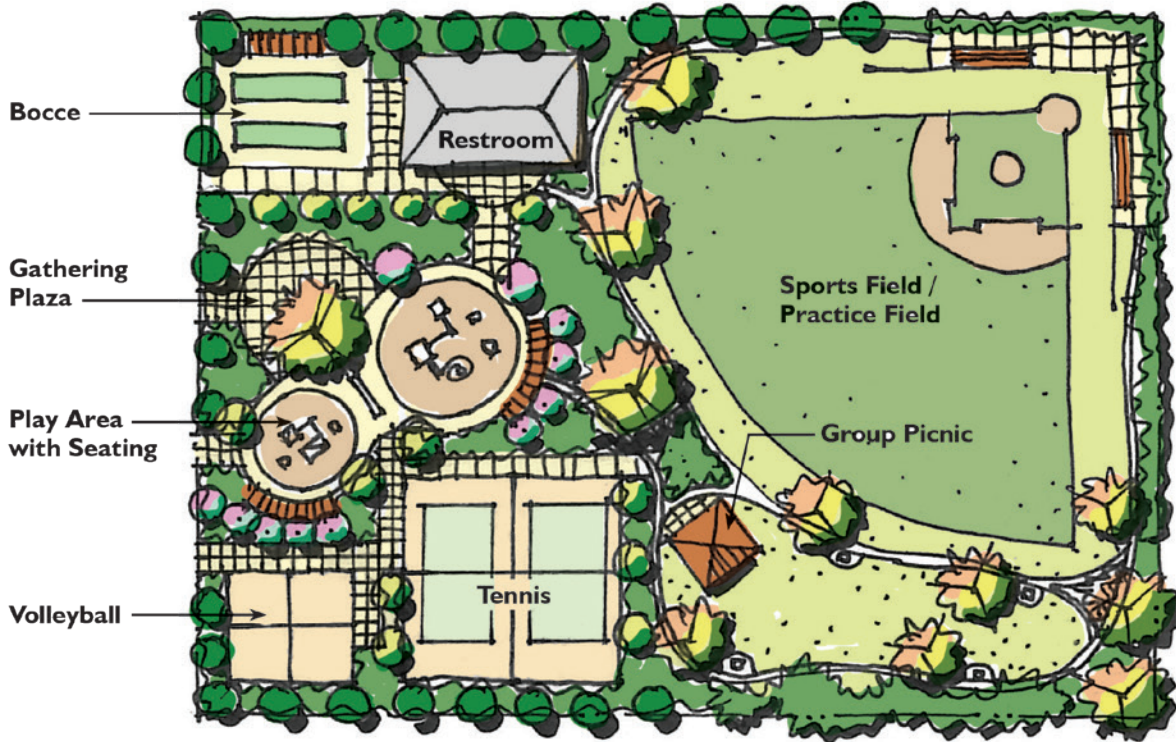 Bocce
Restroom
Gathering
Plaza
Sports Field /
Practice Field
Play Area
with Seating
Group Picnic
Volleyball
Tennis